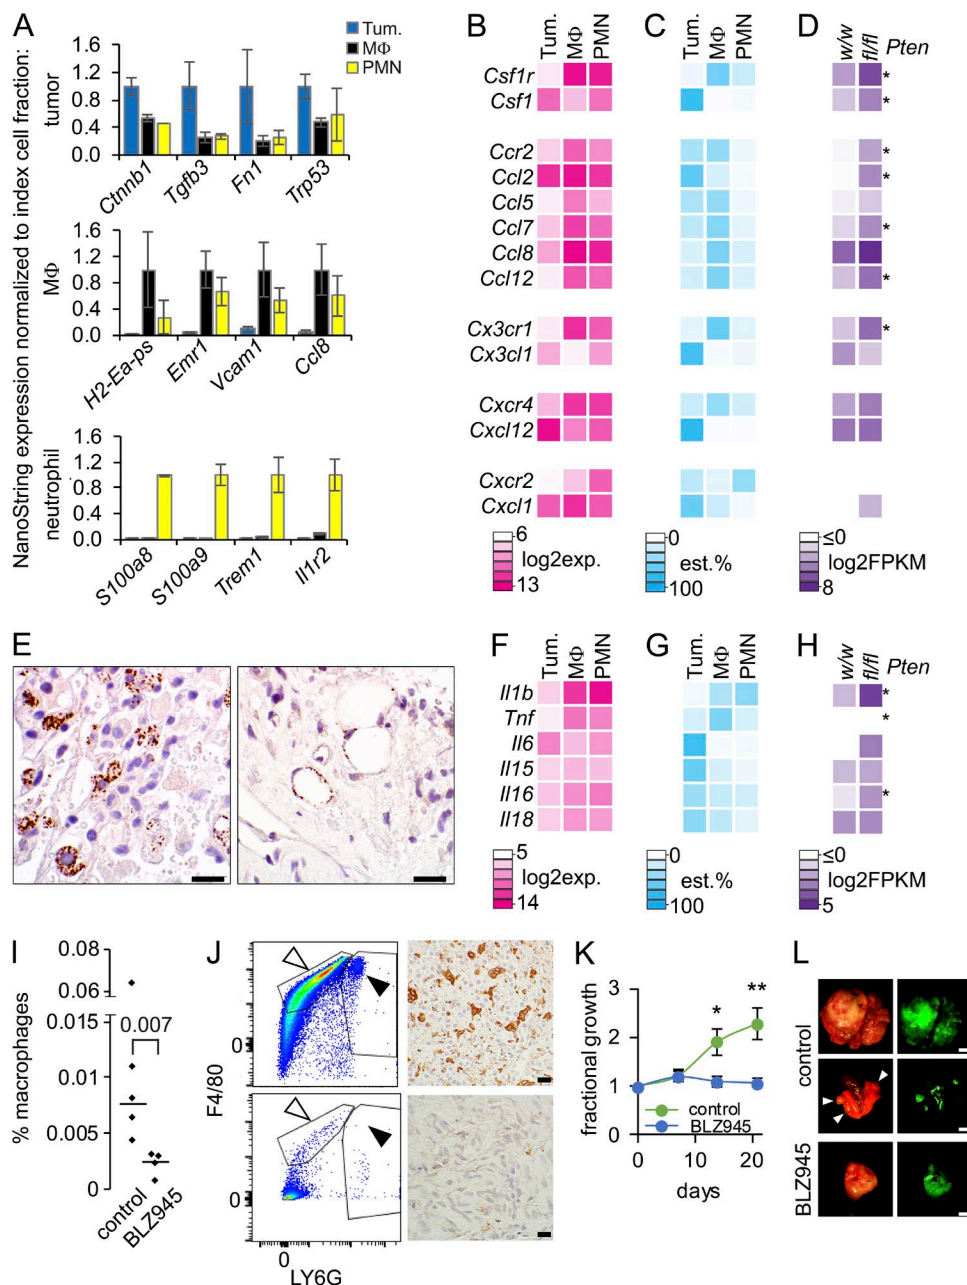 A
NanoString expression normalized to index cell fraction:
tumor
MΦ
neutrophil
Tum.
MΦ
PMN
1.6
1.2
0.8
0.4
0
Ctnnb1
Tgfb3
Fn1
Trp53
1.6
1.2
0.8
0.4
0.0
H2-Ea-ps
Emr1
Vcam1
Ccl8
1.6
1.2
0.8
0.4
0.0
S100a8
S100a9
Trem1
Il1r2
B
Tum.
MΦ
PMN
Csf1r
Csf1
Ccr2
Ccl2
Ccl5
Ccl7
Ccl8
Ccl12
Cx3cr1
Cx3cl1
Cxcr4
Cxcl12
Cxcr2
Cxcl1
6
log2exp.
13
C
Tum.
MΦ
PMN
0
est.%
100
D
w/w
fl/fl
Pten
*
*
*
*
*
*
*
≤0
log2FPKM
8
E
F
Tum.
MΦ
PMN
Il1b
Tnf
Il6
Il15
Il16
Il18
5
log2exp.
14
G
Tum.
MΦ
PMN
0
est.%
100
H
w/w
fl/fl
Pten
*
*
*
≤0
log2FPKM
5
I
% macrophages
0.08
0.06
0.015
0.010
0.005
0
0.007
control
BLZ945
J
F4/80
0
0
0
LY6G
K
fractional growth
3
2
1
0
*
**
control
BLZ945
0
10
20
days
L
control
BLZ945